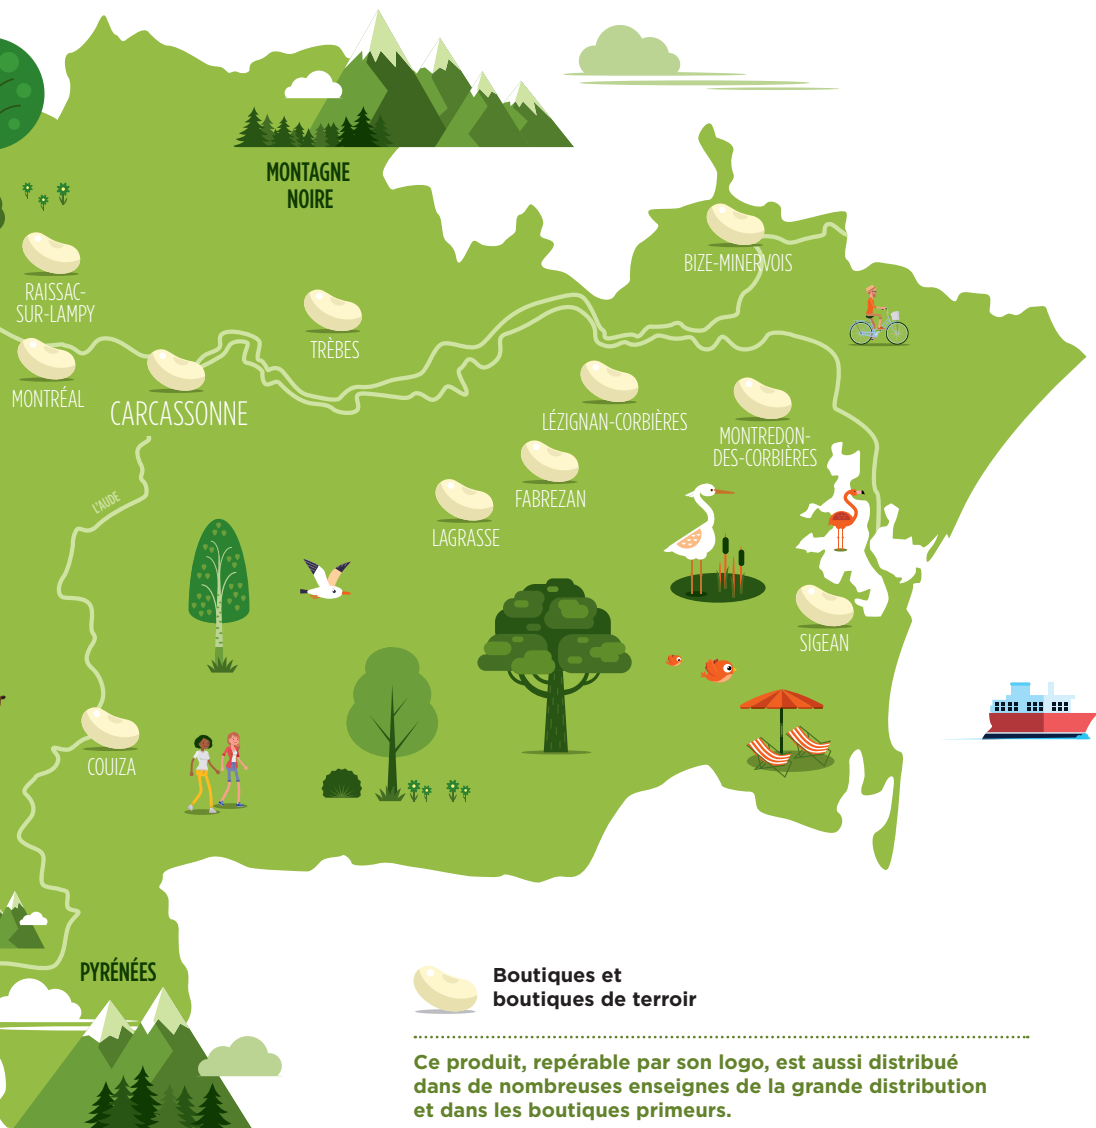 MONTAGNE
NOIRE
BIZE-MINERVOIS
RAISSAC-
SUR-LAMPY
TRÈBES
MONTRÉAL
CARCASSONNE
LÉZIGNAN-CORBIÈRES
MONTREDON-
DES-CORBIÈRES
L'AUDE
FABREZAN
LAGRASSE
SIGEAN
COUIZA
PYRÉNÉES
Boutiques et
boutiques de terroir
Ce produit, repérable par son logo, est aussi distribué
dans de nombreuses enseignes de la grande distribution
et dans les boutiques primeurs.